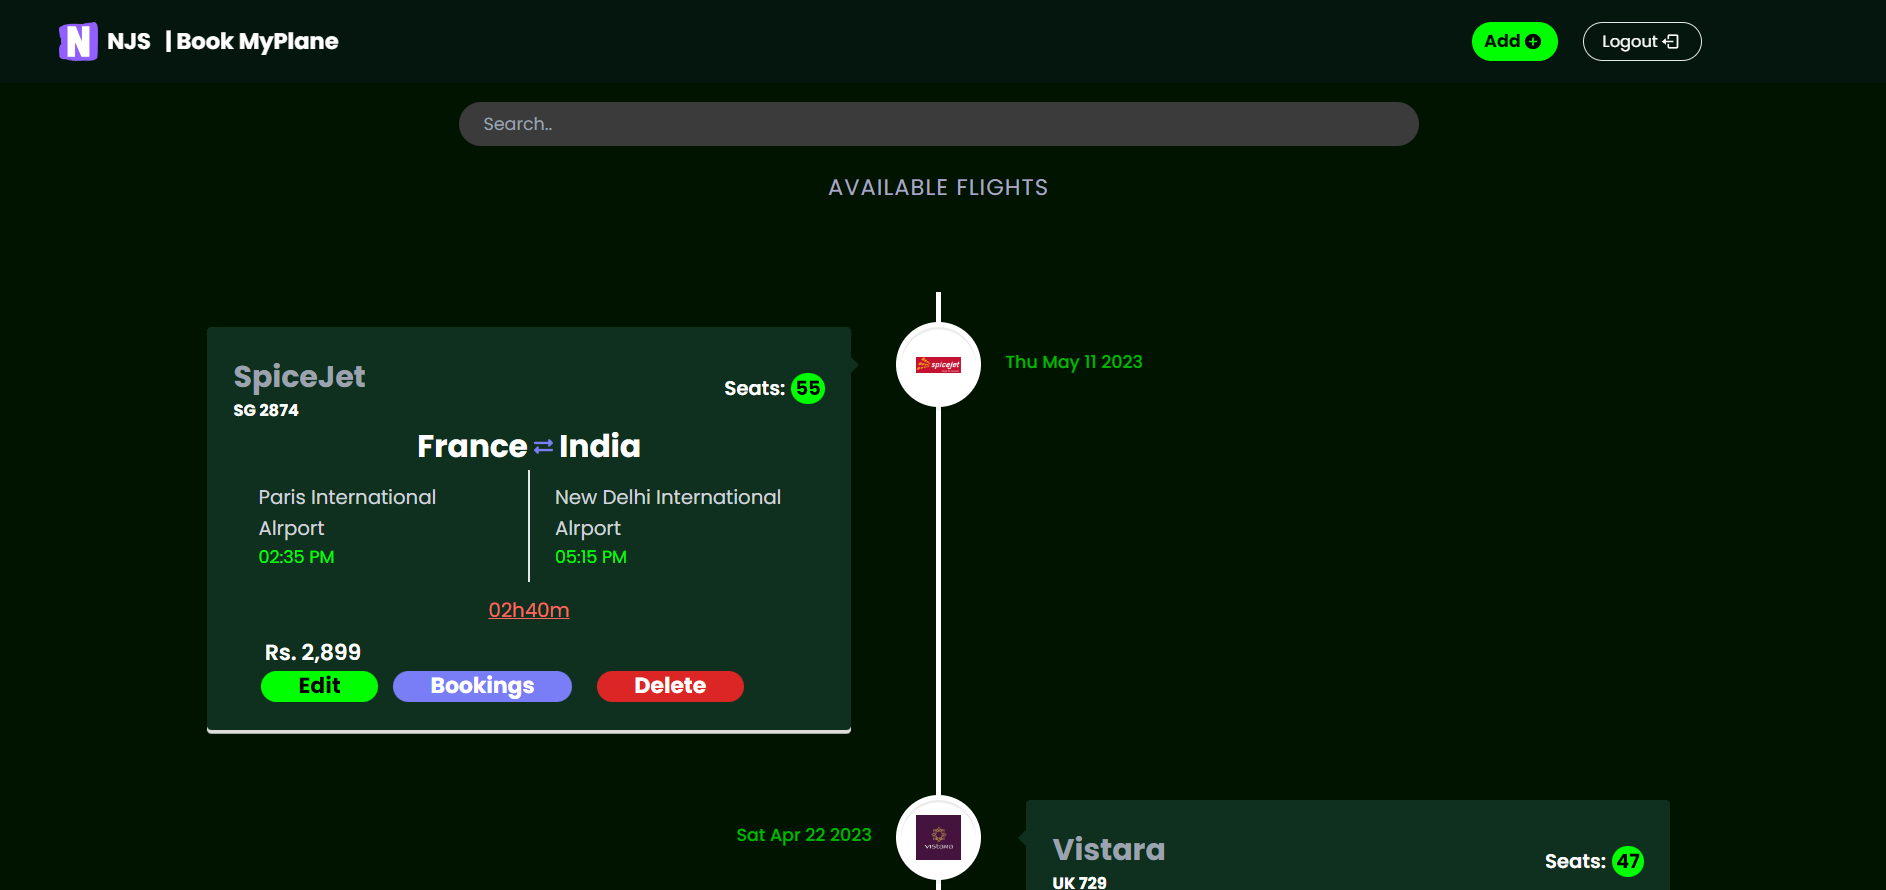 N NJS | Book MyPlane
Add
Logout
Search..
AVAILABLE FLIGHTS
spicejet
Thu May 11 2023
SpiceJet
Seats: 55
SG 2874
France India
Paris International
AIrport
02:35 PM
New Delhi International
AIrport
05:15 PM
02h40m
Rs. 2,899
Edit
Bookings
Delete
Sat Apr 22 2023
VISTARA
Vistara
Seats: 47
UK 729